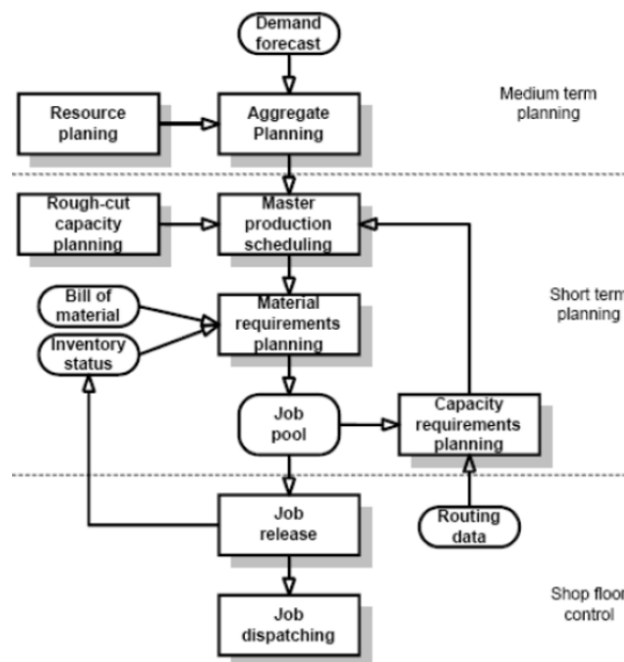 Demand
forecast
Resource
planing
Aggregate
Planning
Medium term
planning
Rough-cut
capacity
planning
Master
production
scheduling
Bill of
material
Inventory
status
Material
requirements
planning
Short term
planning
Job
pool
Capacity
requirements
planning
Job
release
Routing
data
Job
dispatching
Shop floor
control